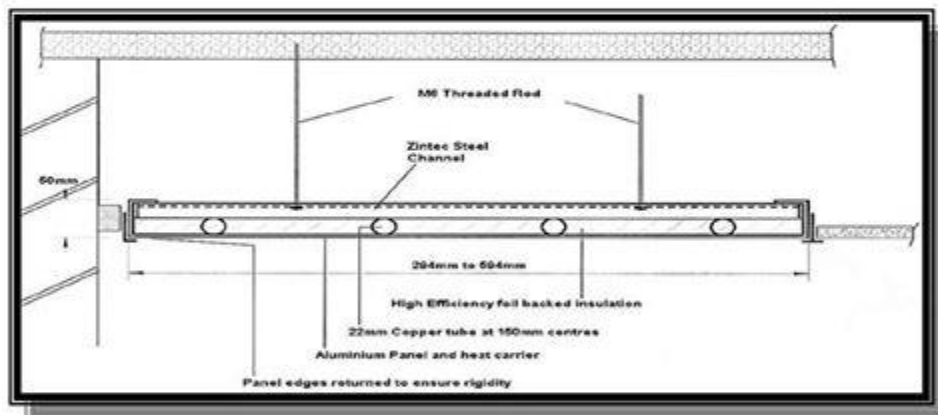 M6 Threaded Rod
Zintec Steel
Channel
50mm
294mm to 594mm
High Efficiency foil backed insulation
22mm Copper tube at 150mm centres
Aluminium Panel and heat carrier
Panel edges returned to ensure rigidity